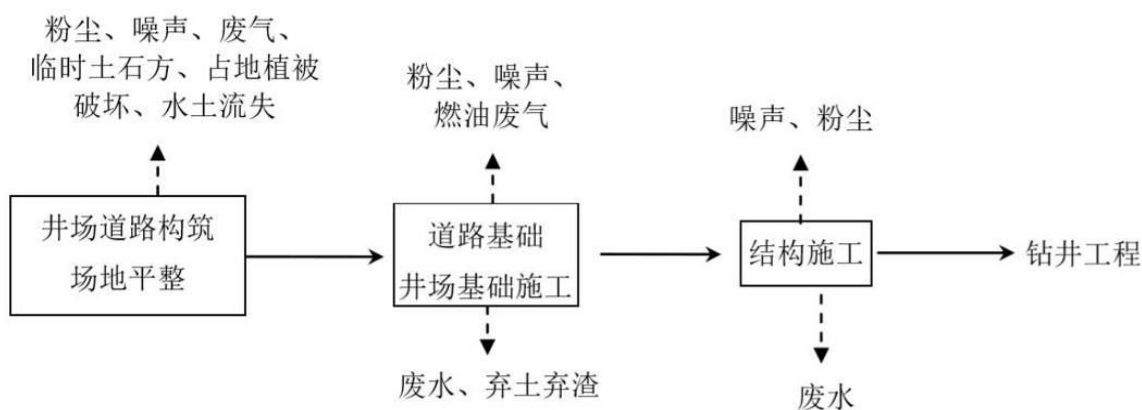 粉尘、噪声、废气、
临时土石方、占地植被
破坏、水土流失
粉尘、噪声、
燃油废气
噪声、粉尘
井场道路构筑
场地平整
道路基础
井场基础施工
结构施工
钻井工程
废水、弃土弃渣
废水